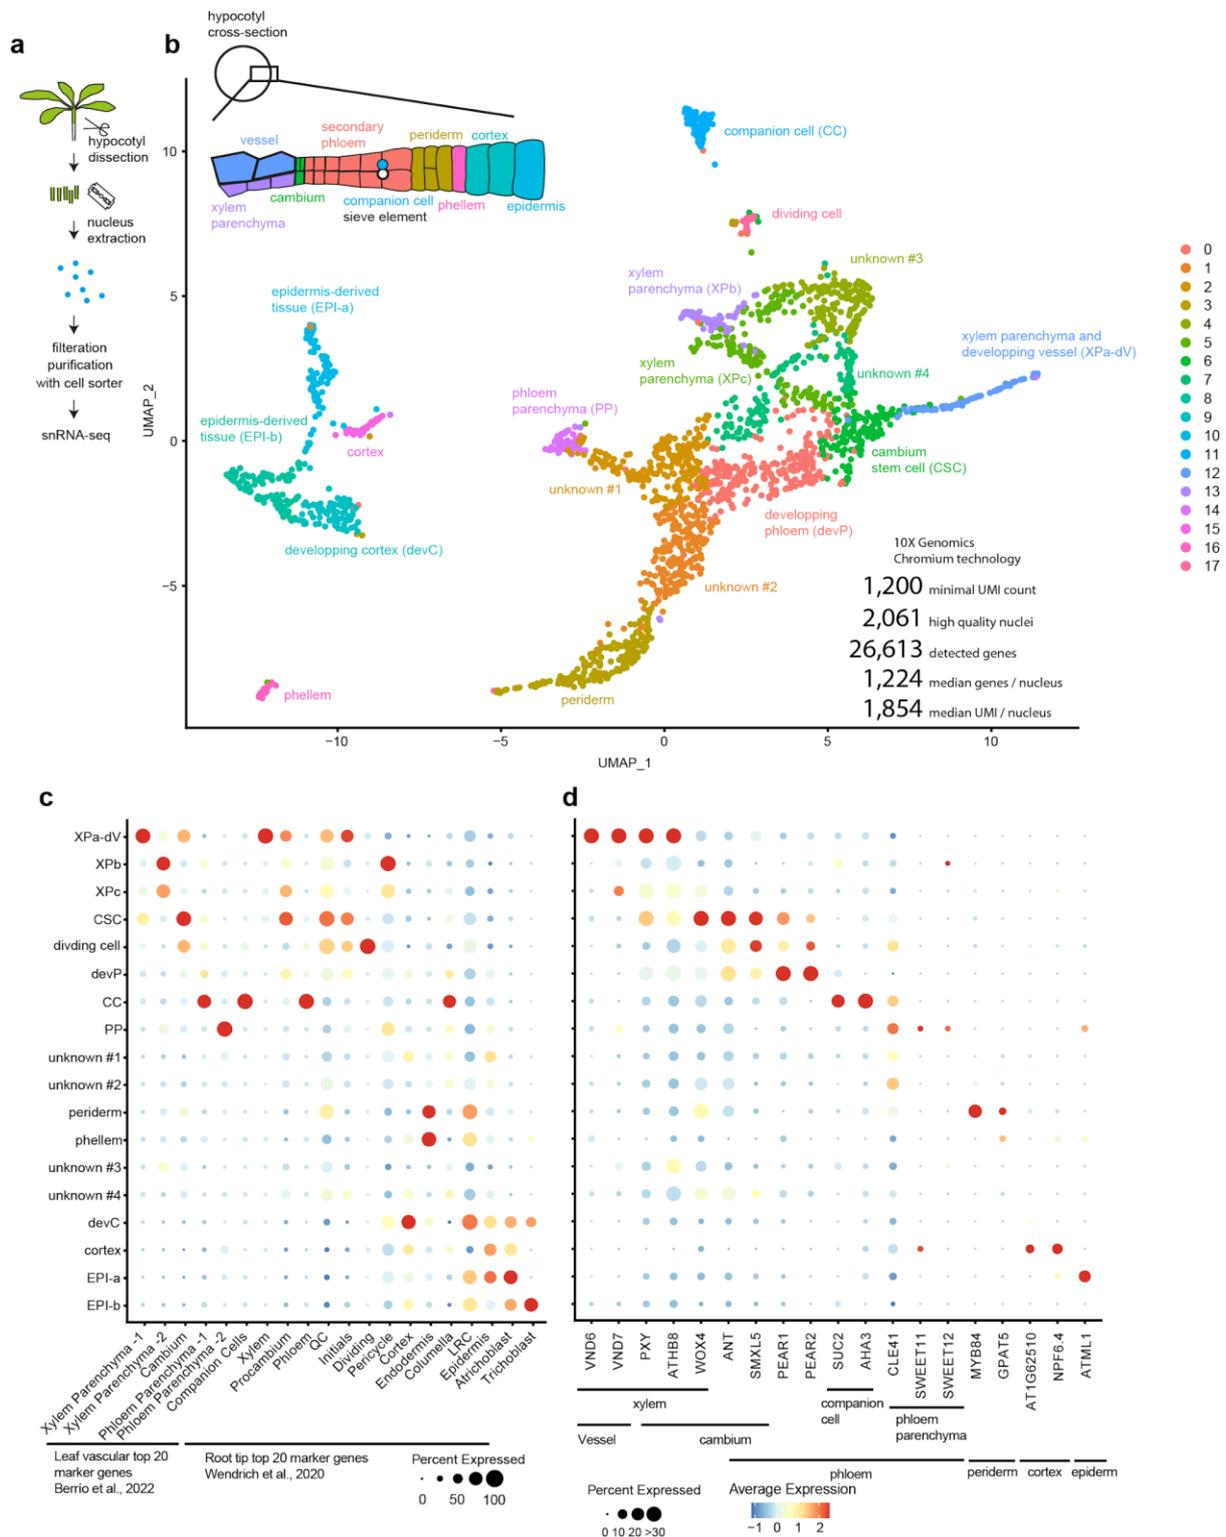 a
hypocotyl
dissection
nucleus
extraction
filteration
purification
with cell sorter
snRNA-seq
b
hypocotyl
cross-section
vessel
secondary
phloem
periderm
cortex
xylem
parenchyma
cambium
companion cell
sieve element
phellem
epidermis
companion cell (CC)
dividing cell
unknown #3
xylem
parenchyma (XPb)
epidermis-derived
tissue (EPI-a)
xylem parenchyma and
developping vessel (XPa-dV)
xylem
parenchyma (XPc)
unknown #4
phloem
parenchyma (PP)
epidermis-derived
tissue (EPI-b)
cortex
cambium
stem cell (CSC)
unknown #1
developping
phloem (devP)
developping cortex (devC)
unknown #2
phellem
periderm
10X Genomics
Chromium technology
1,200 minimal UMI count
2,061 high quality nuclei
26,613 detected genes
1,224 median genes / nucleus
1,854 median UMI / nucleus
10
5
0
−5
UMAP_2
−10
−5
0
5
10
UMAP_1
0
1
2
3
4
5
6
7
8
9
10
11
12
13
14
15
16
17
c
XPa-dV
XPb
XPc
CSC
divding cell
devP
CC
PP
unknown #1
unknown #2
periderm
phellem
unknown #3
unknown #4
devC
cortex
EPI-a
EPI-b
Xylem Parenchyma -1
Xylem Parenchyma -2
Cambium
Phloem Parenchyma -1
Phloem Parenchyma -2
Companion Cells
Xylem
Procambium
Phloem
QC
Initials
Dividing
Pericycle
Cortex
Endodermis
Columella
LRC
Epidermis
Atrichoblast
Trichoblast
Leaf vascular top 20
marker genes
Berrío et al., 2022
Root tip top 20 marker genes
Wendrich et al., 2020
Percent Expressed
0 50 100
d
VND6
VND7
PXY
ATHB8
WOX4
ANT
SMXL5
PEAR1
PEAR2
SUC2
AHA3
CLE41
SWEET11
SWEET12
MYB84
GPAT5
AT1G62510
NPF6.4
ATML1
xylem
companion
cell
phloem
parenchyma
Vessel
cambium
phloem
periderm
cortex
epiderm
Percent Expressed
0 10 20 >30
Average Expression
−1 0 1 2